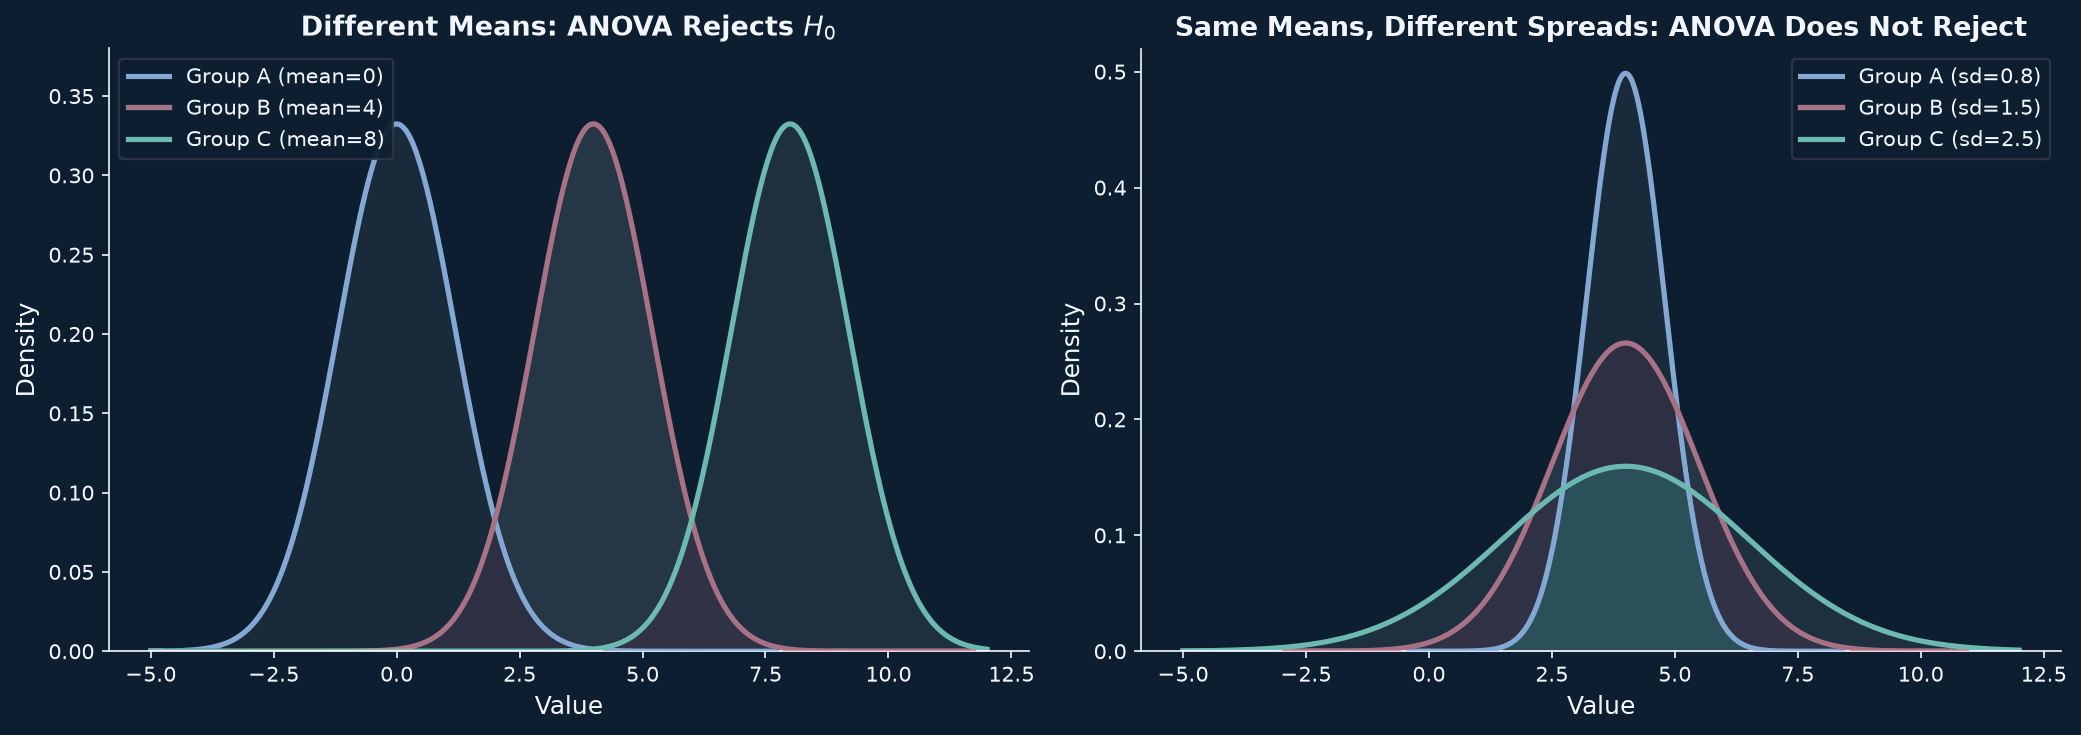 Different Means: ANOVA Rejects H₀
Group A (mean=0)
Group B (mean=4)
Group C (mean=8)
Density
0.35
0.30
0.25
0.20
0.15
0.10
0.05
0.00
−5.0 −2.5 0.0 2.5 5.0 7.5 10.0 12.5
Value
Same Means, Different Spreads: ANOVA Does Not Reject
Group A (sd=0.8)
Group B (sd=1.5)
Group C (sd=2.5)
Density
0.5
0.4
0.3
0.2
0.1
0.0
−5.0 −2.5 0.0 2.5 5.0 7.5 10.0 12.5
Value